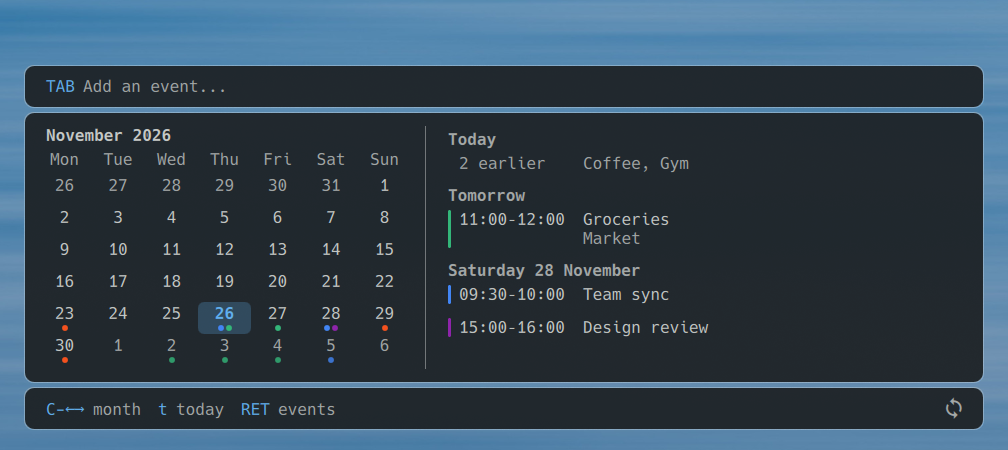 TAB Add an event...
November 2026
Mon Tue Wed Thu Fri Sat Sun
26 27 28 29 30 31 1
2 3 4 5 6 7 8
9 10 11 12 13 14 15
16 17 18 19 20 21 22
23 24 25 26 27 28 29
30 1 2 3 4 5 6
Today
2 earlier Coffee, Gym
Tomorrow
11:00-12:00 Groceries
Market
Saturday 28 November
09:30-10:00 Team sync
15:00-16:00 Design review
C-←→ month t today RET events